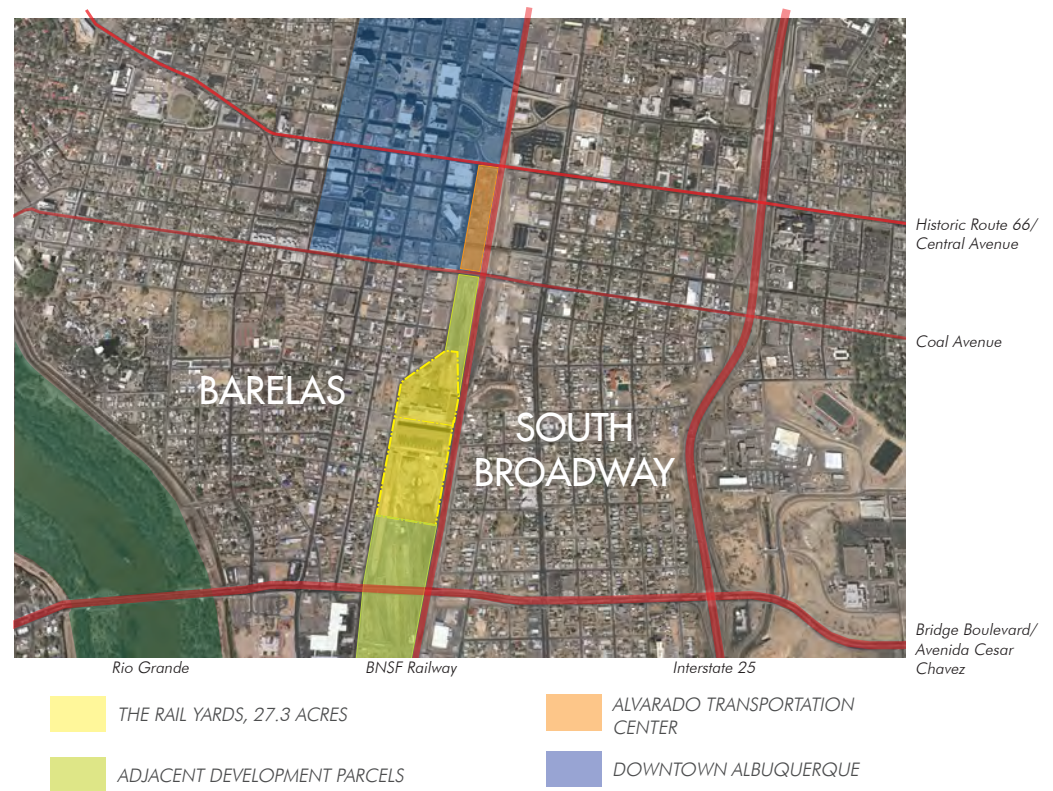 Historic Route 66/
Central Avenue
Coal Avenue
BARELAS
SOUTH
BROADWAY
Bridge Boulevard/
Avenida Cesar
Chavez
Rio Grande
BNSF Railway
Interstate 25
THE RAIL YARDS, 27.3 ACRES
ALVARADO TRANSPORTATION
CENTER
ADJACENT DEVELOPMENT PARCELS
DOWNTOWN ALBUQUERQUE